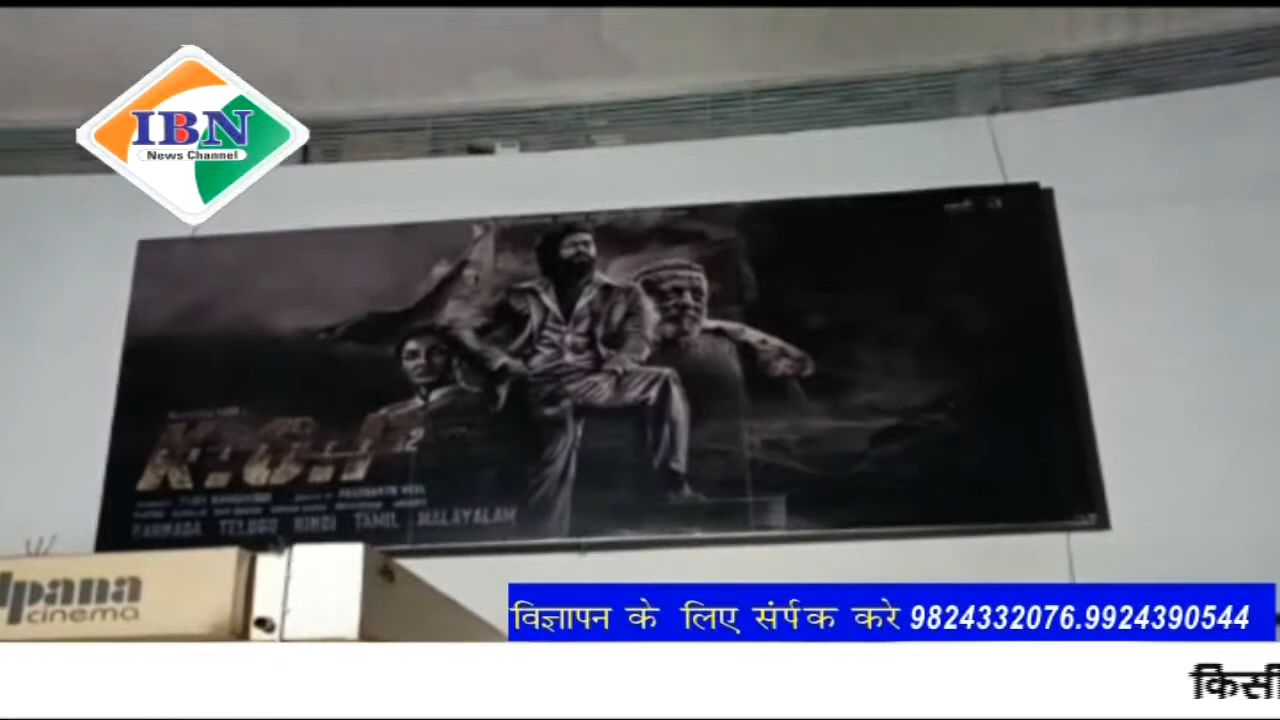 IBN
News Channel
K.G.F
2
KANNADA TELUGU HINDI TAMIL MALAYALAM
lpana
cinema
विज्ञापन के लिए संर्पक करे 9824332076.9924390544
किसी